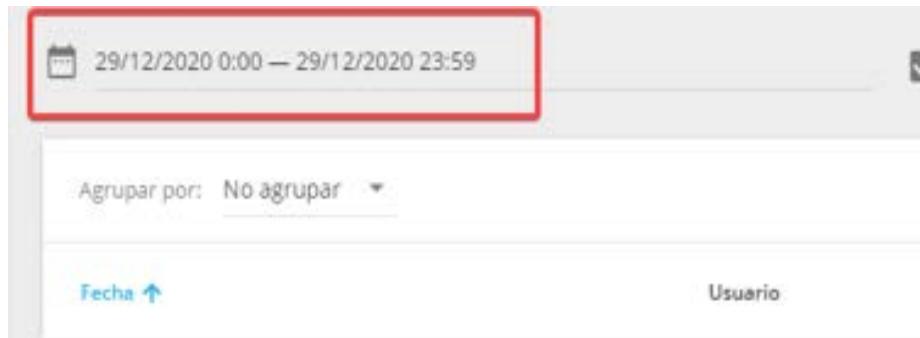 29/12/2020 0:00 — 29/12/2020 23:59
Agrupar por: No agrupar
Fecha Usuario